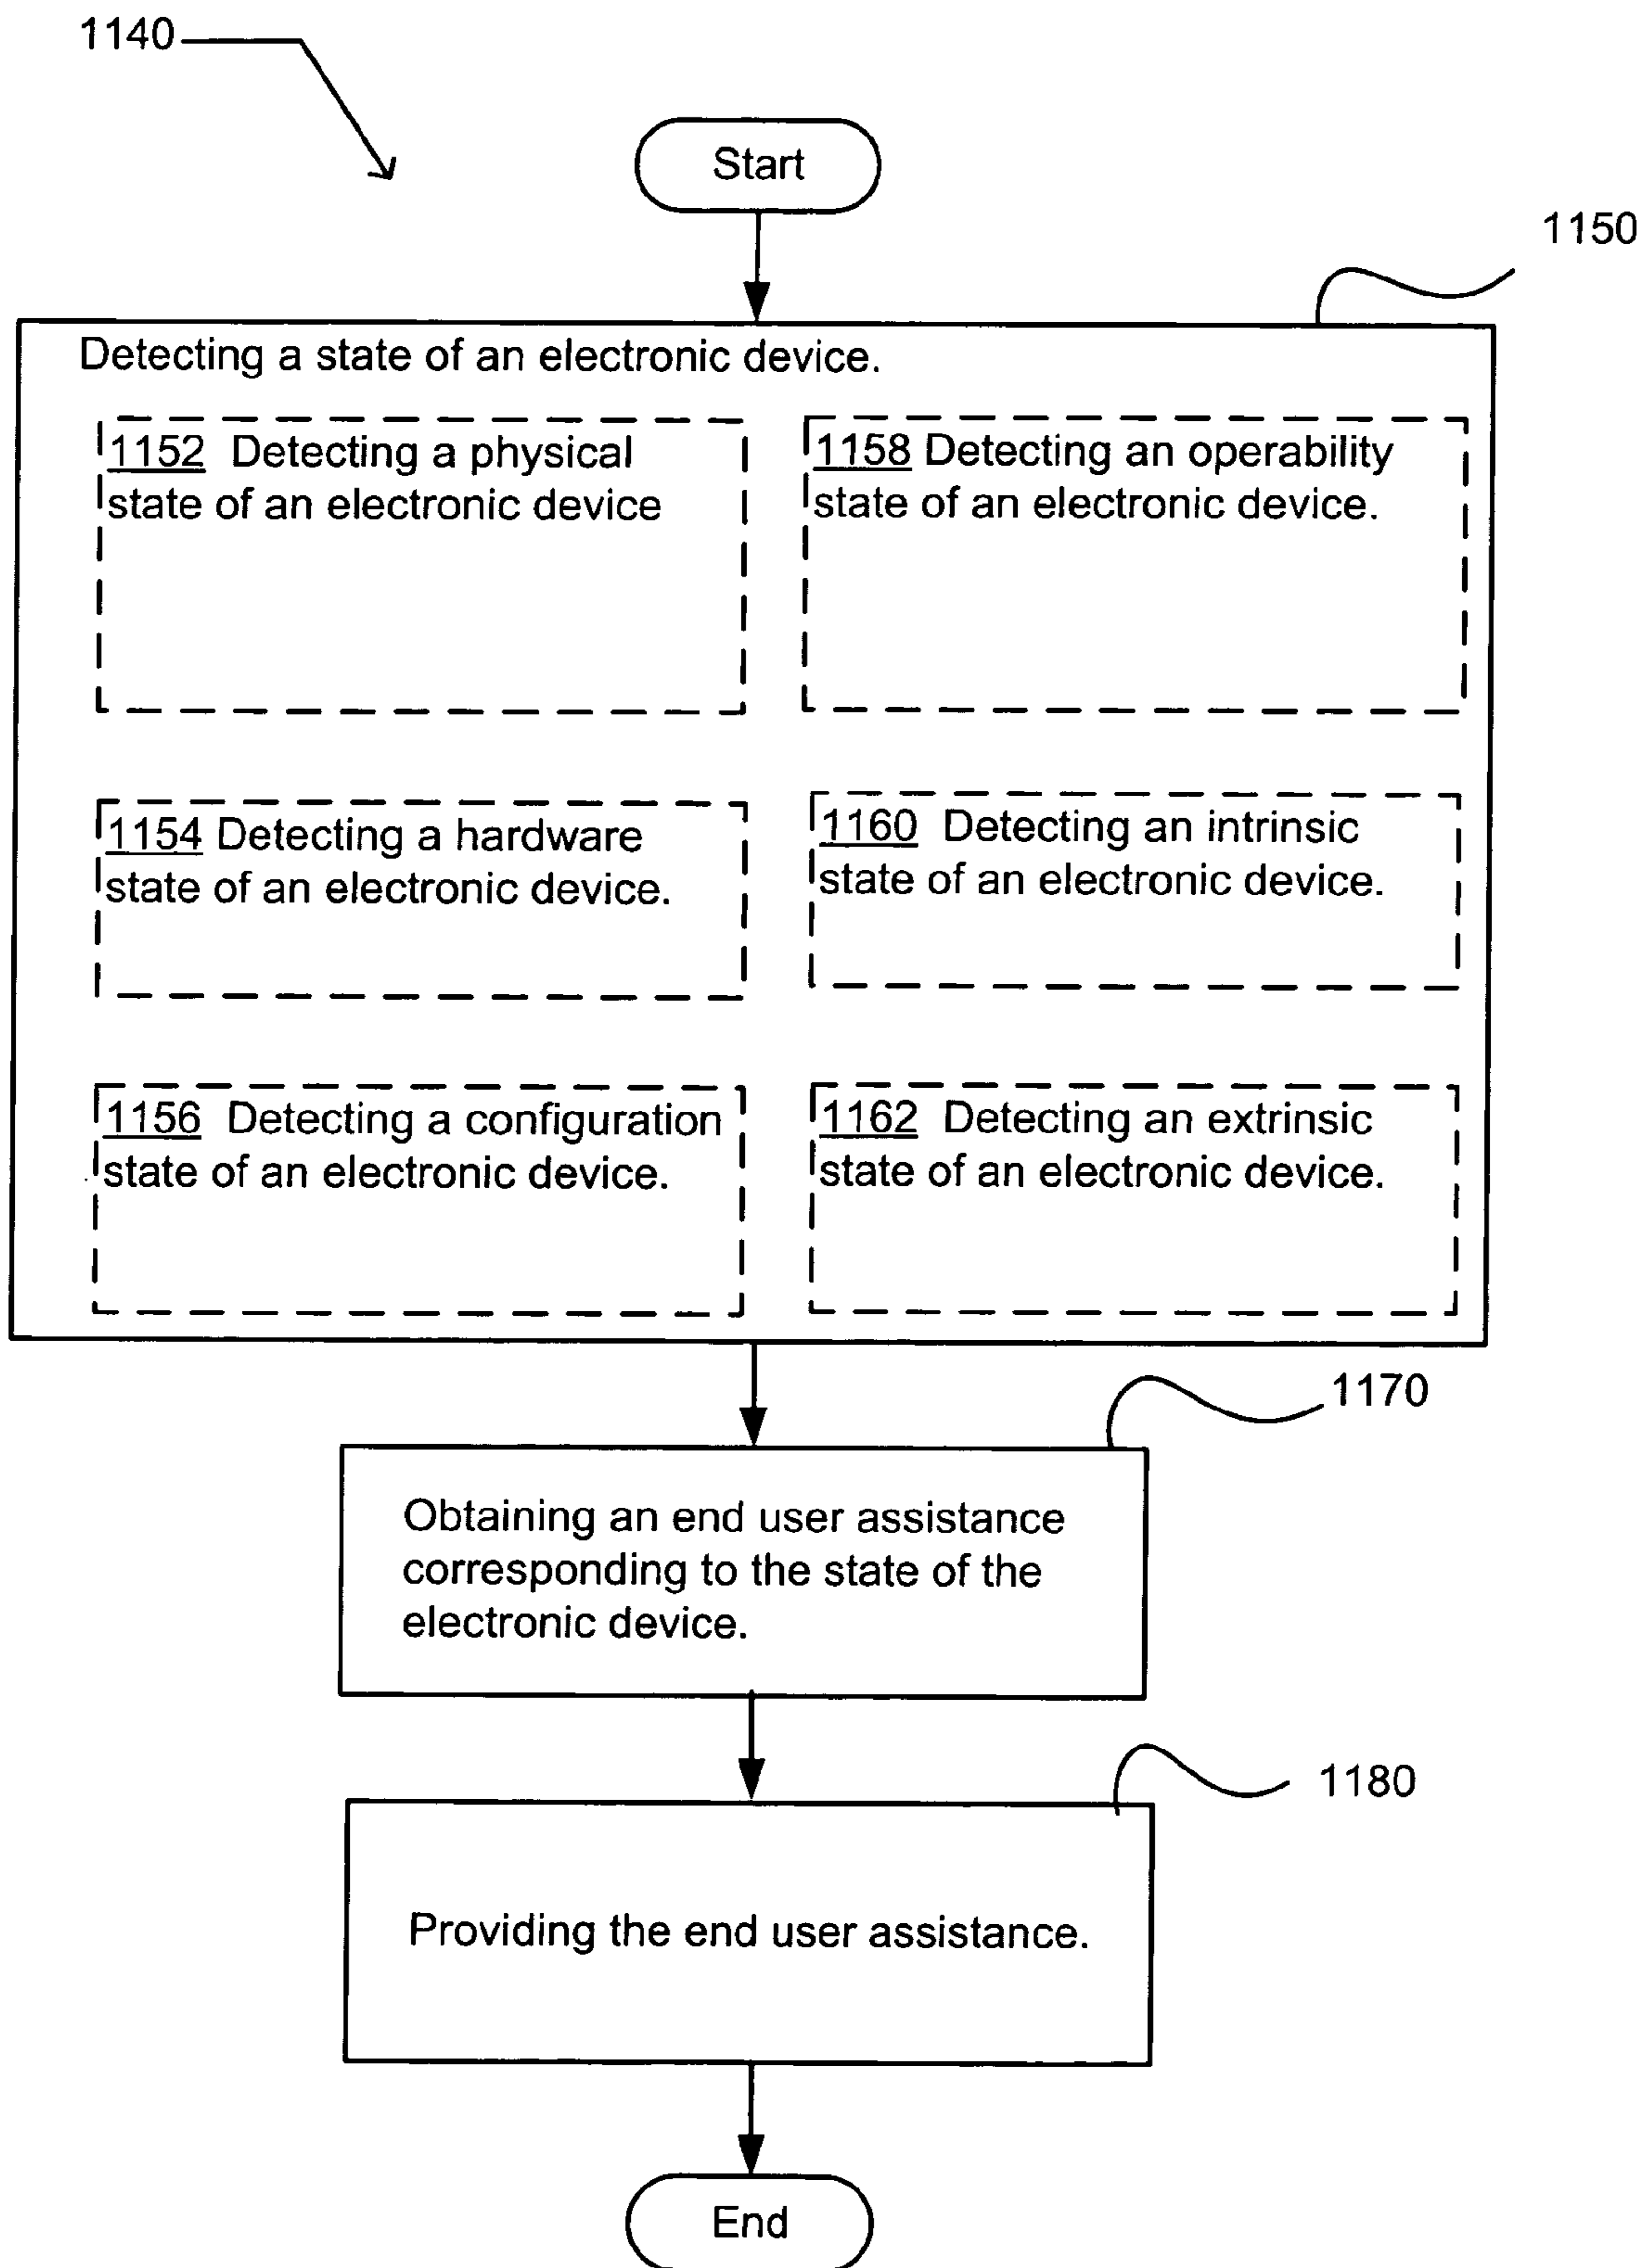 1140
Start
1150
Detecting a state of an electronic device.
1152 Detecting a physical
state of an electronic device
1158 Detecting an operability
state of an electronic device.
1154 Detecting a hardware
state of an electronic device.
1160 Detecting an intrinsic
state of an electronic device.
1156 Detecting a configuration
state of an electronic device.
1162 Detecting an extrinsic
state of an electronic device.
1170
Obtaining an end user assistance
corresponding to the state of the
electronic device.
1180
Providing the end user assistance.
End